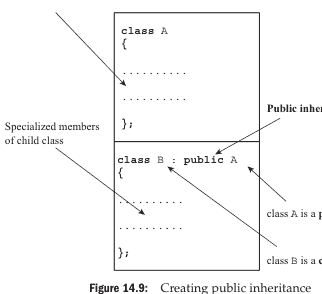 class A
{
..........
..........
};
Public inher
Specialized members
of child class
class B : public A
{
..........
..........
};
class A is a p
class B is a c
Figure 14.9: Creating public inheritance